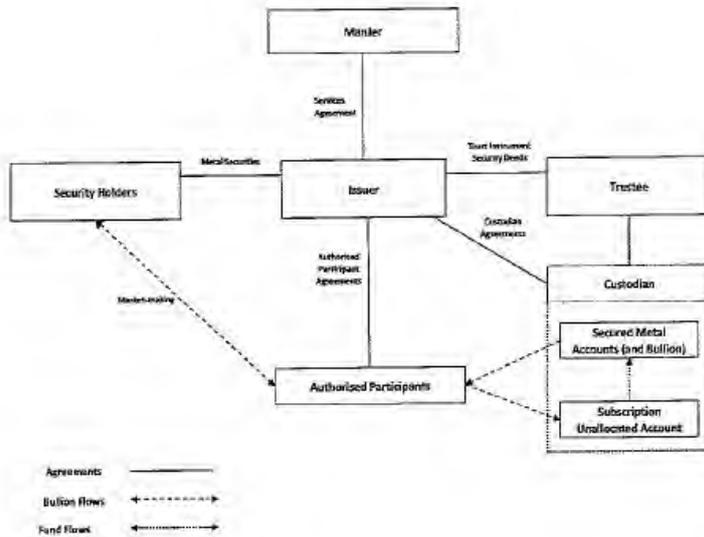 Services
Agreement
Metal Securities
Trust Instrument
Security Deeds
Security Holders
Issuer
Trustee
Custodian
Agreements
Authorised
Participant
Agreements
Custodian
Market-making
Secured Metal
Accounts (and Bullion)
Authorised Participants
Subscription
Unallocated Account
Agreements
Bullion Flows
Fund Flows